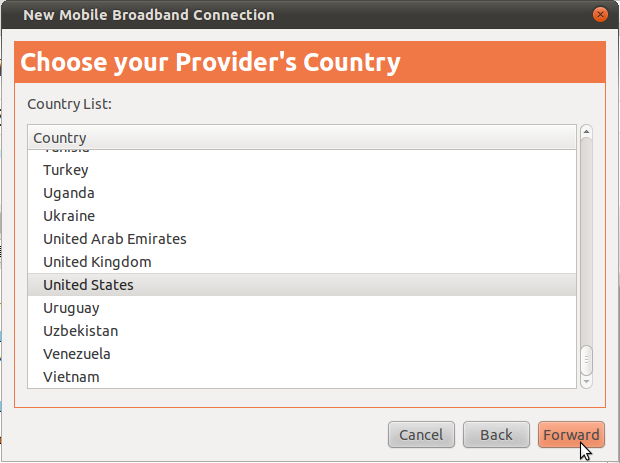 New Mobile Broadband Connection
Choose your Provider's Country
Country List:
Country
Turkey
Uganda
Ukraine
United Arab Emirates
United Kingdom
United States
Uruguay
Uzbekistan
Venezuela
Vietnam
Cancel Back Forward